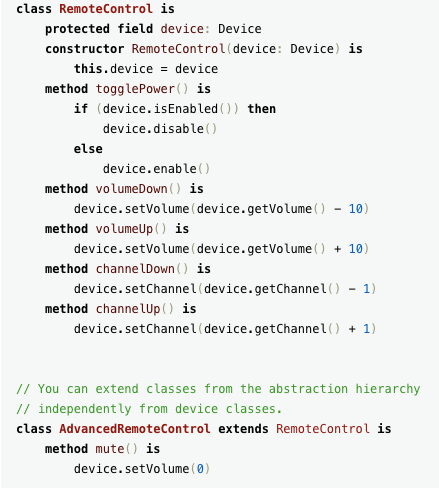 class RemoteControl is
    protected field device: Device
    constructor RemoteControl(device: Device) is
        this.device = device
    method togglePower() is
        if (device.isEnabled()) then
            device.disable()
        else
            device.enable()
    method volumeDown() is
        device.setVolume(device.getVolume() - 10)
    method volumeUp() is
        device.setVolume(device.getVolume() + 10)
    method channelDown() is
        device.setChannel(device.getChannel() - 1)
    method channelUp() is
        device.setChannel(device.getChannel() + 1)
// You can extend classes from the abstraction hierarchy
// independently from device classes.
class AdvancedRemoteControl extends RemoteControl is
    method mute() is
        device.setVolume(0)